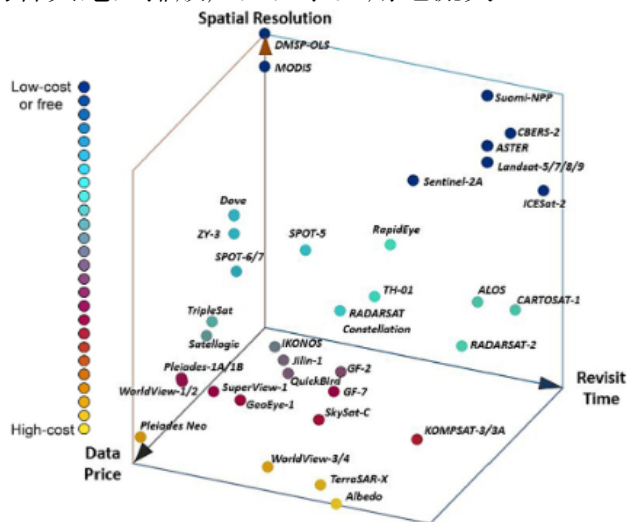 Spatial Resolution
DMSP-OLS
MODIS
Low-cost
or free
Suomi-NPP
CBERS-2
ASTER
Landsat-5/7/8/9
Sentinel-2A
ICESat-2
Dove
ZY-3
SPOT-5
RapidEye
SPOT-6/7
TH-01
ALOS
CARTOSAT-1
RADARSAT
Constellation
TripleSat
Satellogic
IKONOS
RADARSAT-2
Jilin-1
Pleiades-1A/1B
GF-2
QuickBird
Revisit
Time
WorldView-1/2
SuperView-1
GF-7
GeoEye-1
SkySat-C
High-cost
Pleiades Neo
KOMPSAT-3/3A
Data
Price
WorldView-3/4
TerraSAR-X
Albedo